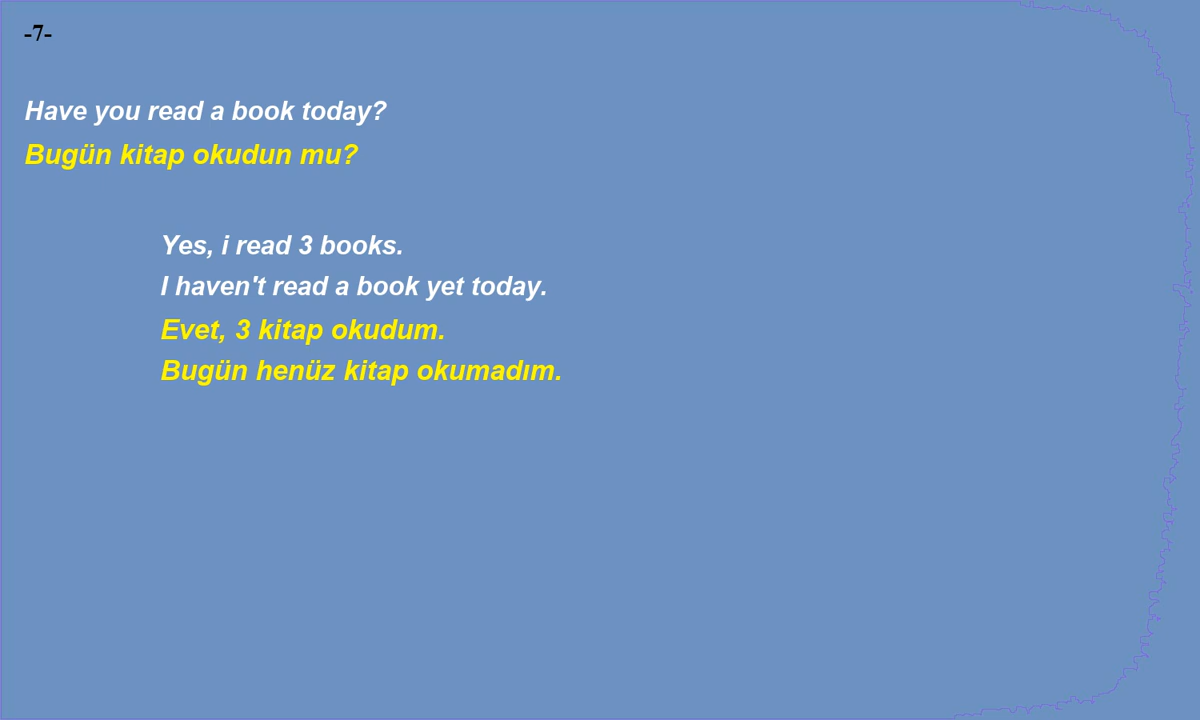 -7-
Have you read a book today?
Bugün kitap okudun mu?
Yes, i read 3 books.
I haven't read a book yet today.
Evet, 3 kitap okudum.
Bugün henüz kitap okumadım.